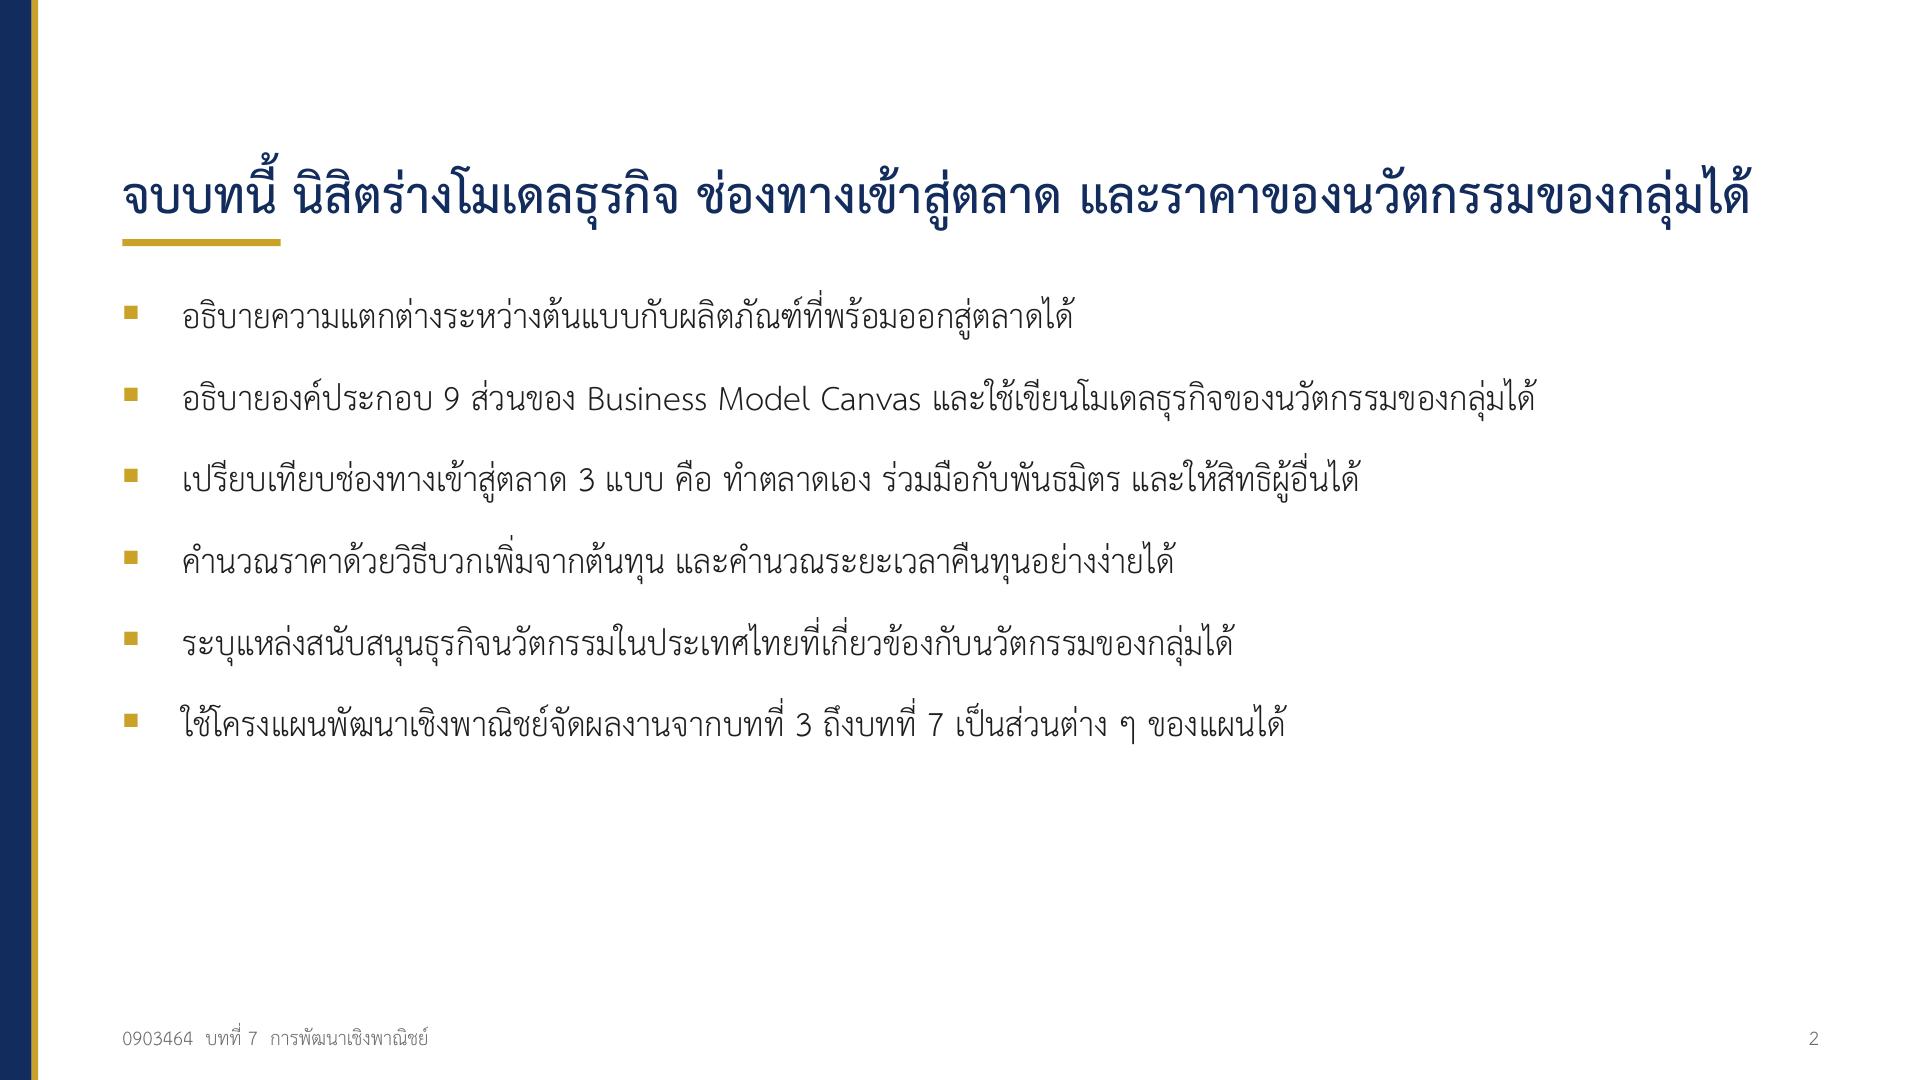 จบบทนี้ นิสิตร่างโมเดลธุรกิจ ช่องทางเข้าสู่ตลาด และราคาของนวัตกรรมของกลุ่มได้
อธิบายความแตกต่างระหว่างต้นแบบกับผลิตภัณฑ์ที่พร้อมออกสู่ตลาดได้
อธิบายองค์ประกอบ 9 ส่วนของ Business Model Canvas และใช้เขียนโมเดลธุรกิจของนวัตกรรมของกลุ่มได้
เปรียบเทียบช่องทางเข้าสู่ตลาด 3 แบบ คือ ทำตลาดเอง ร่วมมือกับพันธมิตร และให้สิทธิผู้อื่นได้
คำนวณราคาด้วยวิธีบวกเพิ่มจากต้นทุน และคำนวณระยะเวลาคืนทุนอย่างง่ายได้
ระบุแหล่งสนับสนุนธุรกิจนวัตกรรมในประเทศไทยที่เกี่ยวข้องกับนวัตกรรมของกลุ่มได้
ใช้โครงแผนพัฒนาเชิงพาณิชย์จัดผลงานจากบทที่ 3 ถึงบทที่ 7 เป็นส่วนต่าง ๆ ของแผนได้
0903464 บทที่ 7 การพัฒนาเชิงพาณิชย์
2